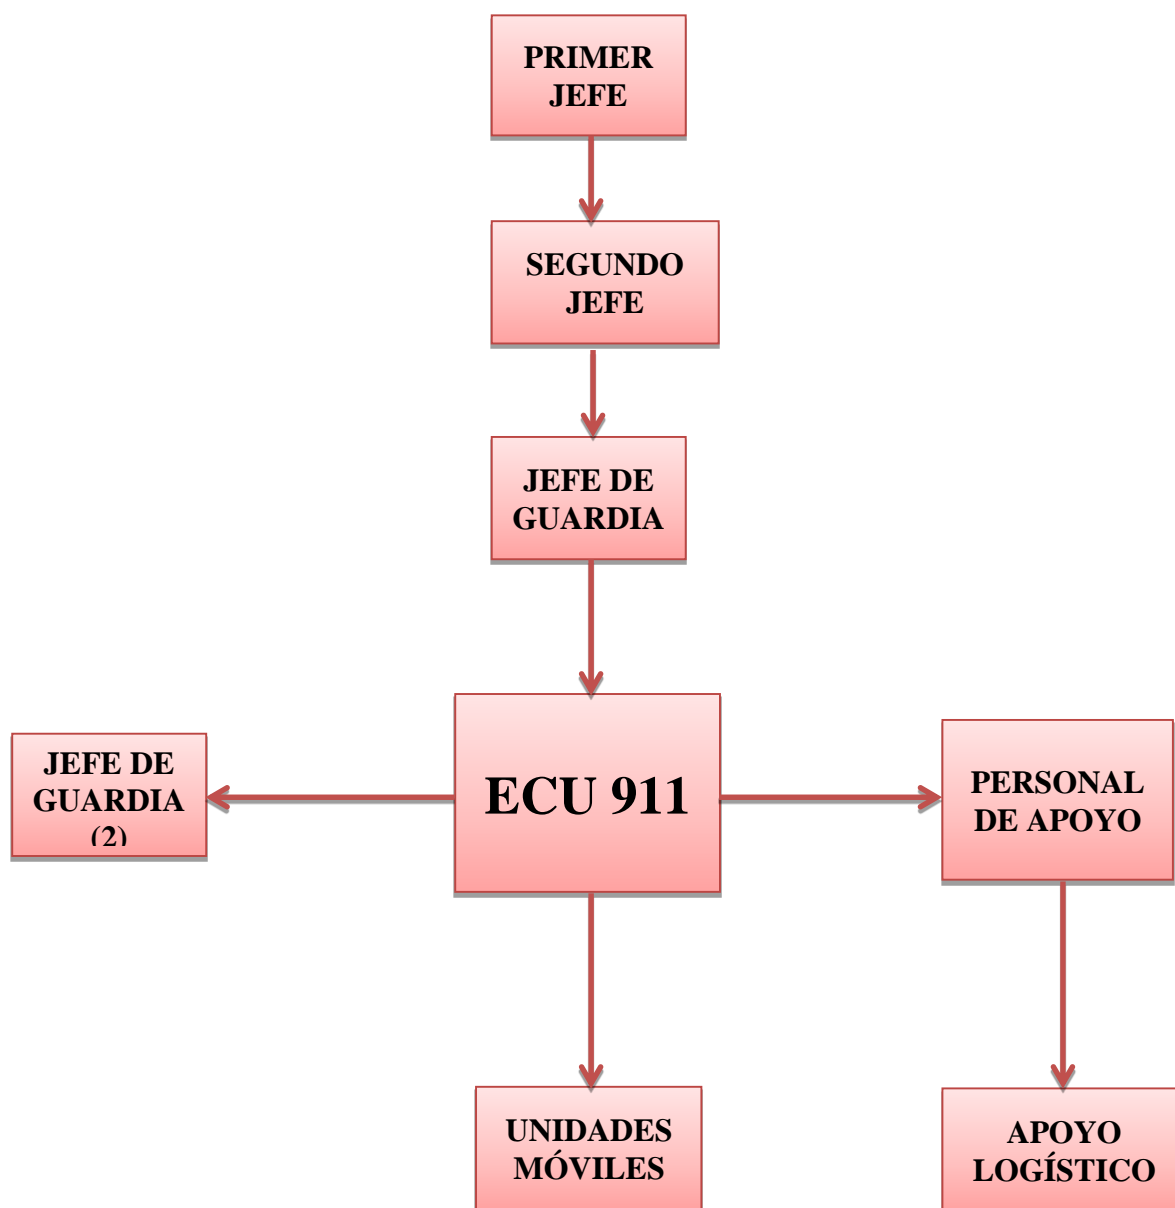 PRIMER
JEFE
SEGUNDO
JEFE
JEFE DE
GUARDIA
JEFE DE
GUARDIA
(2)
ECU 911
PERSONAL
DE APOYO
UNIDADES
MÓVILES
APOYO
LOGÍSTICO